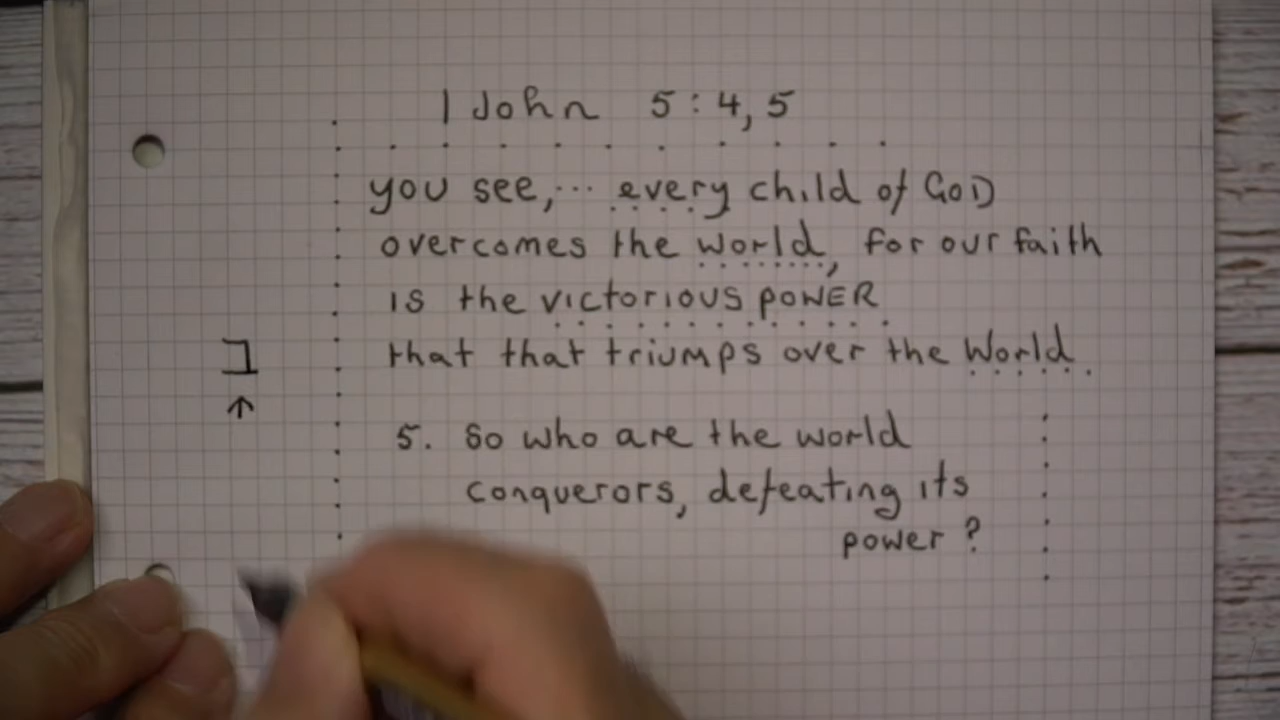 1 John 5:4,5
you see,... every child of GOD
overcomes the world, for our faith
is the victorious poWER
that that triumps over the World
5. So who are the world
conquerors, defeating its
power?